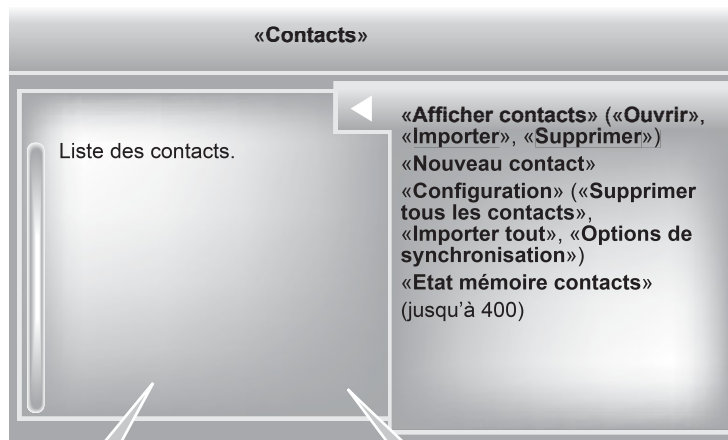 «Contacts»
Liste des contacts.
«Afficher contacts» («Ouvrir»,
«Importer», «Supprimer»)
«Nouveau contact»
«Configuration» («Supprimer
tous les contacts»,
«Importer tout», «Options de
synchronisation»)
«Etat mémoire contacts»
(jusqu'à 400)